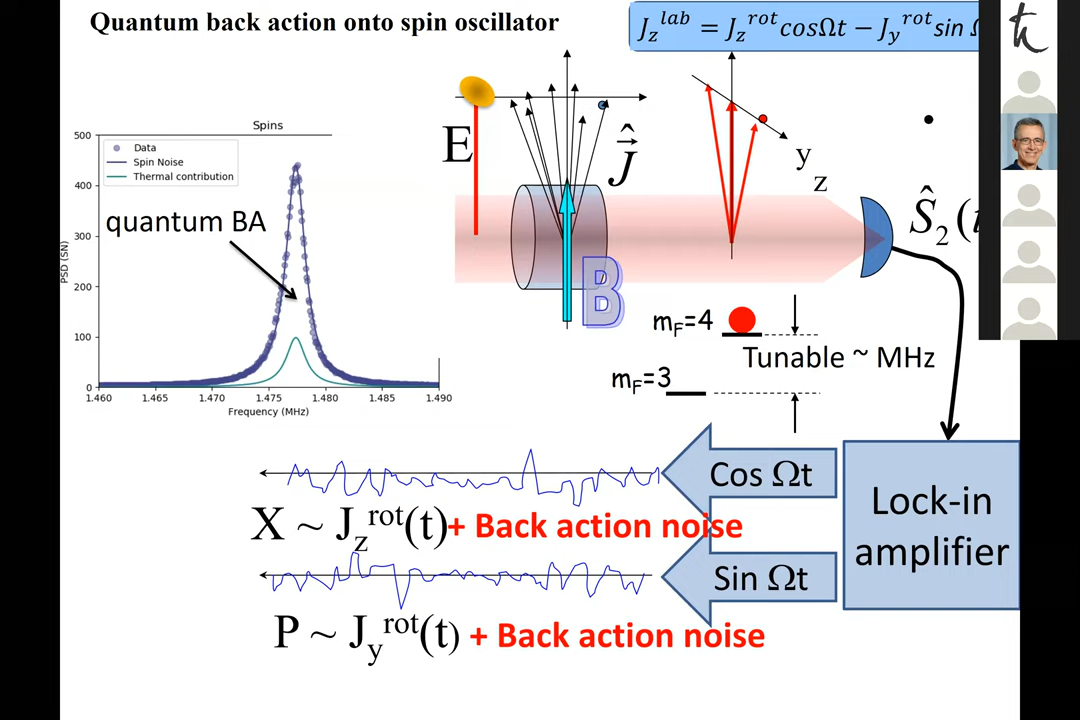 Quantum back action onto spin oscillator
J_z^lab = J_z^rot cosΩt − J_y^rot sin
Spins
500
400
300
200
100
0
PSD (SN)
Data
Spin Noise
Thermal contribution
quantum BA
1.460 1.465 1.470 1.475 1.480 1.485 1.490
Frequency (MHz)
E
Ĵ
B
y
z
Ŝ₂(t
m_F=4
Tunable ~ MHz
m_F=3
Cos Ωt
X ~ J_z^rot(t)+ Back action noise
Sin Ωt
P ~ J_y^rot(t) + Back action noise
Lock-in
amplifier